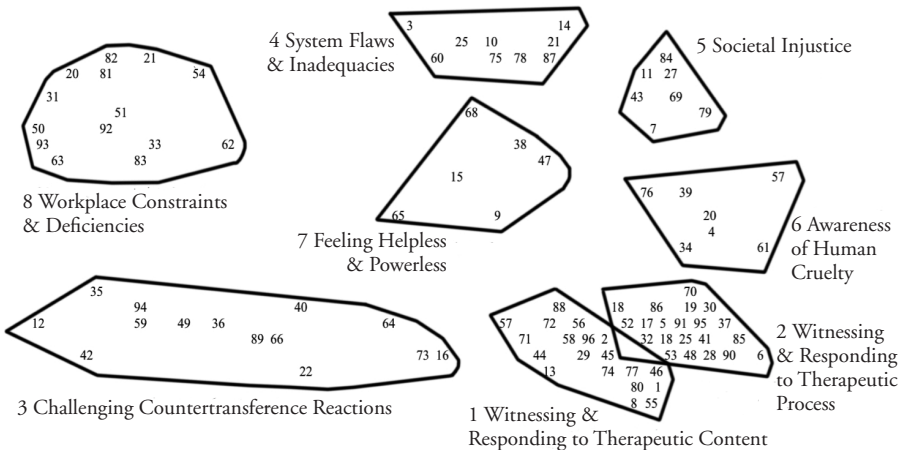 3
14
4 System Flaws
& Inadequacies
25 10 21
60 75 78 87
5 Societal Injustice
84
11 27
43 69
79
7
82 21
20 81 54
31
51
50 92
93 33 62
63 83
8 Workplace Constraints
& Deficiencies
68
38
47
15
65 9
7 Feeling Helpless
& Powerless
57
76 39
20
4
34 61
6 Awareness
of Human
Cruelty
35
94 40
12 59 49 36 64
89 66
42 73 16
22
3 Challenging Countertransference Reactions
70
88 18 86 19 30
57 72 56 52 17 5 91 95 37
71 58 96 2 32 18 25 41 85
44 29 45 53 48 28 90 6
13 74 77 46
80 1
8 55
2 Witnessing
& Responding
to Therapeutic
Process
1 Witnessing &
Responding to Therapeutic Content